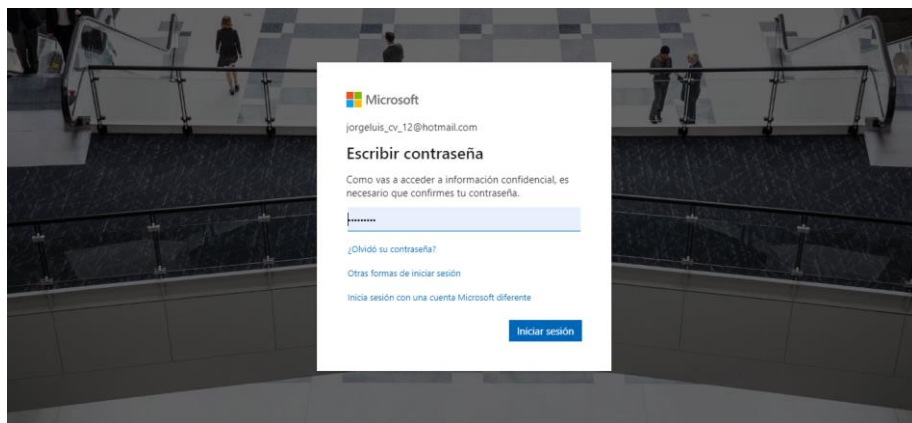 Microsoft
jorgeluis_cv_12@hotmail.com
Escribir contraseña
Como vas a acceder a información confidencial, es
necesario que confirmes tu contraseña.
•••••••••
¿Olvidó su contraseña?
Otras formas de iniciar sesión
Inicia sesión con una cuenta Microsoft diferente
Iniciar sesión